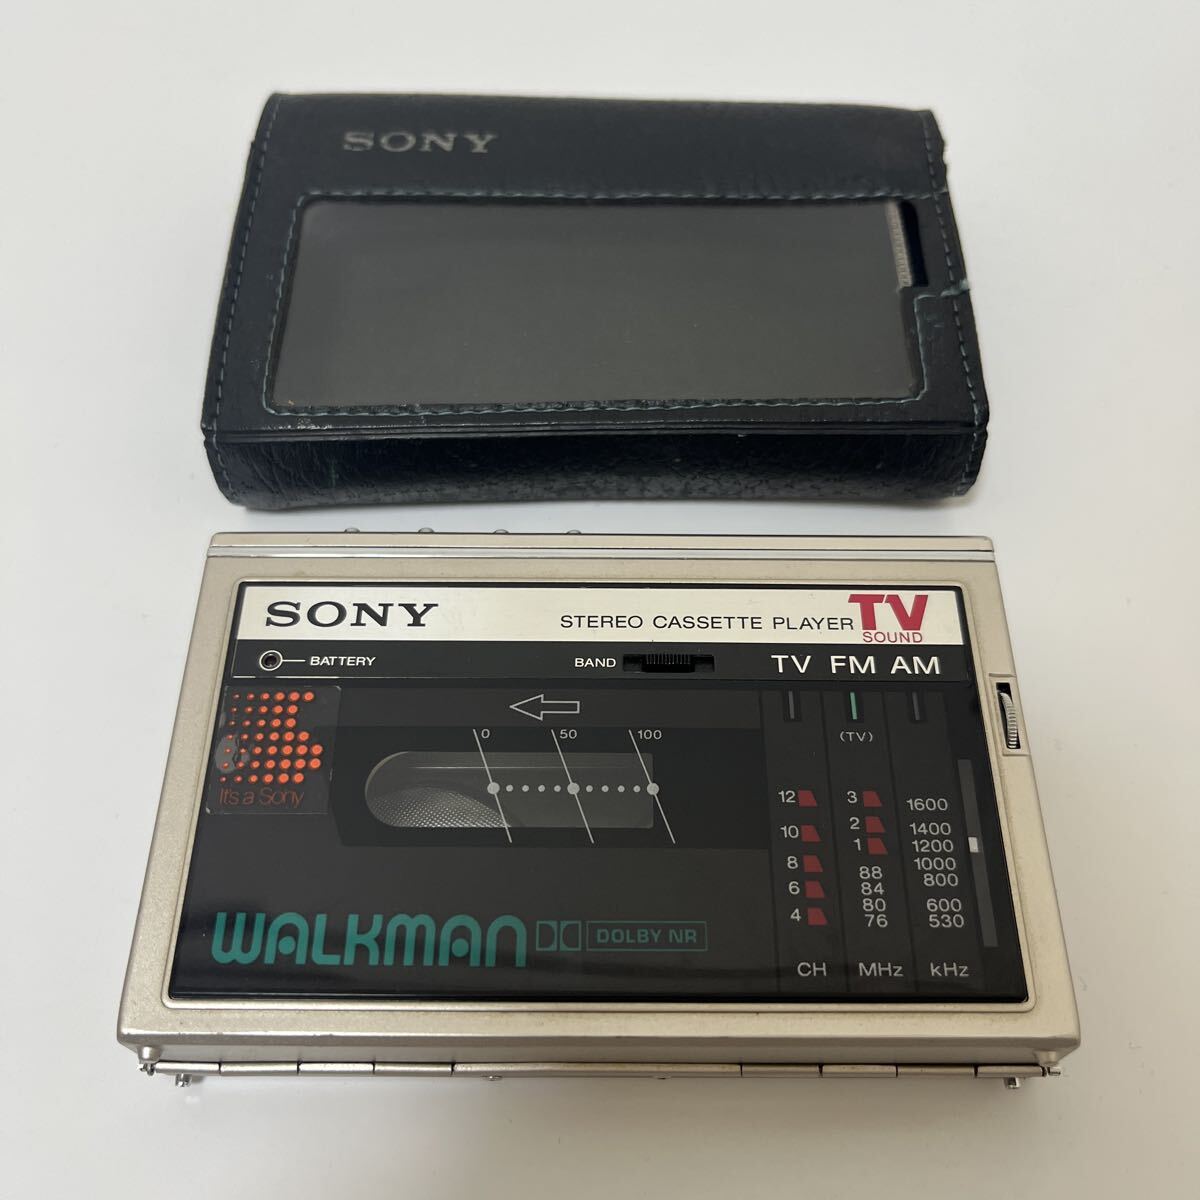 SONY
SONY STEREO CASSETTE PLAYER TV SOUND
BATTERY BAND TV FM AM
(TV)
0 50 100
It's a Sony
12 3 1600
10 2 1400
1 1200
8 88 1000
6 84 800
80 600
4 76 530
CH MHz kHz
WALKMAN DOLBY NR